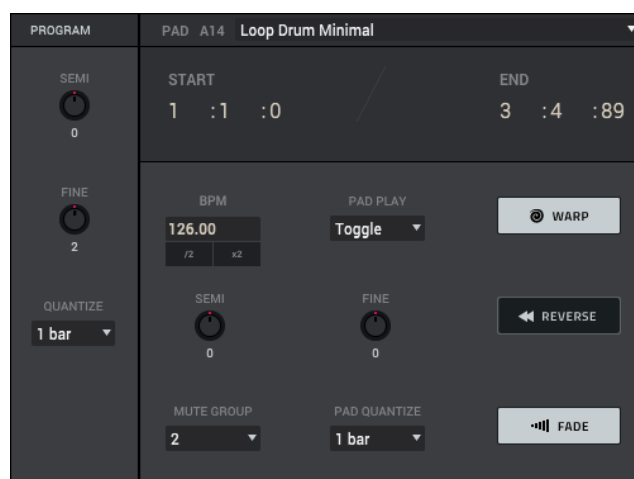 PROGRAM
PAD A14 Loop Drum Minimal
SEMI
0
FINE
2
QUANTIZE
1 bar
START
1 :1 :0
END
3 :4 :89
BPM
126.00
/2 x2
PAD PLAY
Toggle
WARP
SEMI
0
FINE
0
REVERSE
MUTE GROUP
2
PAD QUANTIZE
1 bar
FADE